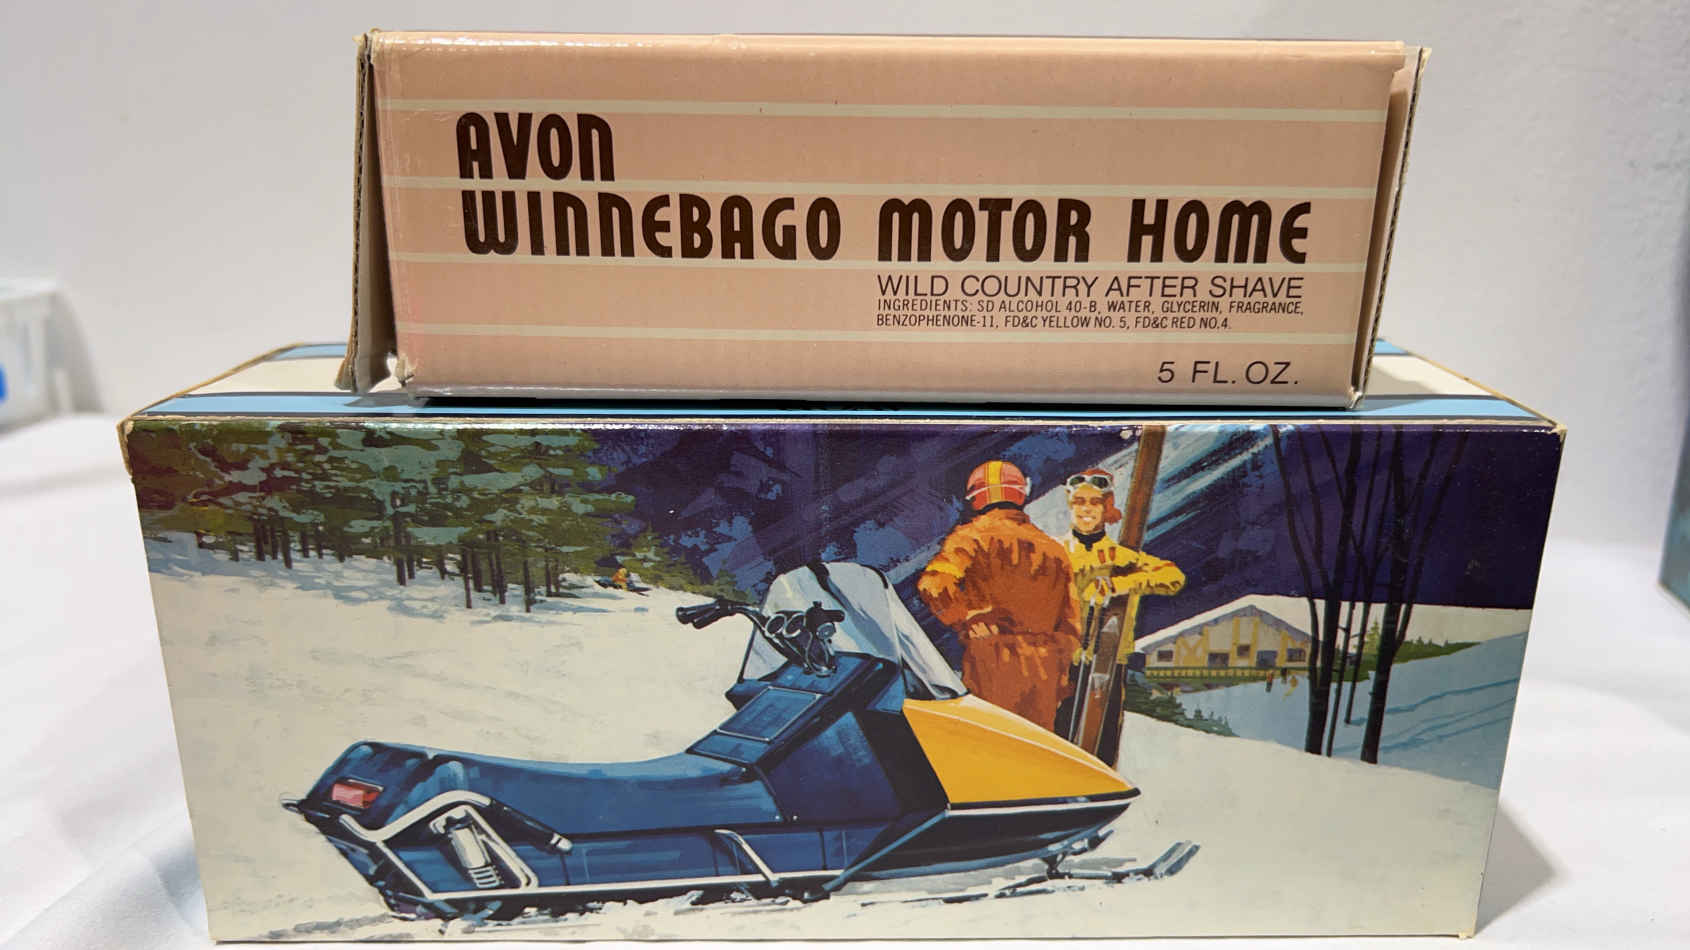 AVON
WINNEBAGO MOTOR HOME
WILD COUNTRY AFTER SHAVE
INGREDIENTS: SD ALCOHOL 40-B, WATER, GLYCERIN, FRAGRANCE,
BENZOPHENONE-11, FD&C YELLOW NO. 5, FD&C RED NO.4.
5 FL. OZ.